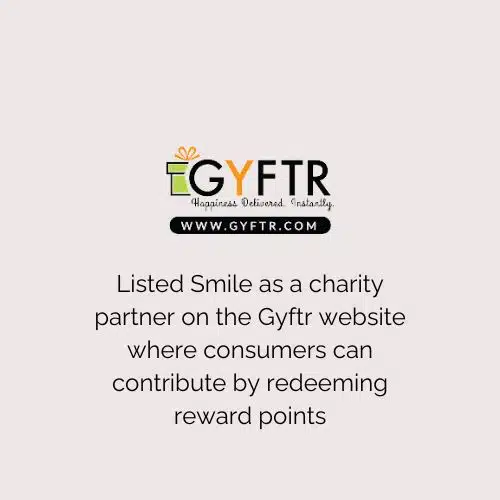 GYFTR
Happiness Delivered. Instantly.
WWW.GYFTR.COM
Listed Smile as a charity
partner on the Gyftr website
where consumers can
contribute by redeeming
reward points